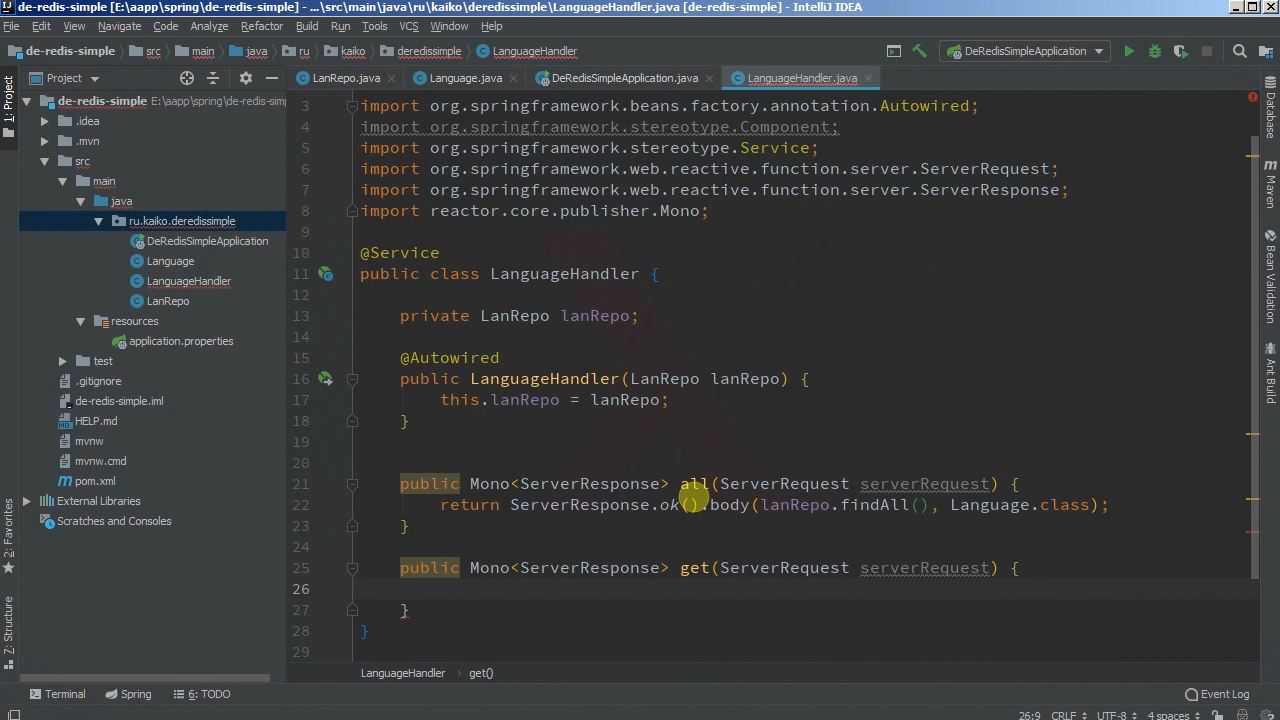 de-redis-simple [E:\aapp\spring\de-redis-simple] - ...\src\main\java\ru\kaiko\deredissimple\LanguageHandler.java [de-redis-simple] - IntelliJ IDEA
File Edit View Navigate Code Analyze Refactor Build Run Tools VCS Window Help
de-redis-simple src main java ru kaiko deredissimple LanguageHandler DeRedisSimpleApplication
Project LanRepo.java Language.java DeRedisSimpleApplication.java LanguageHandler.java
de-redis-simple E:\aapp\spring\de-redis-simp
.idea
.mvn
src
main
java
ru.kaiko.deredissimple
DeRedisSimpleApplication
Language
LanguageHandler
LanRepo
resources
application.properties
test
.gitignore
de-redis-simple.iml
HELP.md
mvnw
mvnw.cmd
pom.xml
External Libraries
Scratches and Consoles
1: Project
2: Favorites
Z: Structure
3 import org.springframework.beans.factory.annotation.Autowired;
4 import org.springframework.stereotype.Component;
5 import org.springframework.stereotype.Service;
6 import org.springframework.web.reactive.function.server.ServerRequest;
7 import org.springframework.web.reactive.function.server.ServerResponse;
8 import reactor.core.publisher.Mono;
9
10 @Service
11 public class LanguageHandler {
12
13 private LanRepo lanRepo;
14
15 @Autowired
16 public LanguageHandler(LanRepo lanRepo) {
17 this.lanRepo = lanRepo;
18 }
19
20
21 public Mono<ServerResponse> all(ServerRequest serverRequest) {
22 return ServerResponse.ok().body(lanRepo.findAll(), Language.class);
23 }
24
25 public Mono<ServerResponse> get(ServerRequest serverRequest) {
26
27 }
28 }
29
LanguageHandler get()
Database
Maven
Bean Validation
Ant Build
Terminal Spring 6: TODO Event Log
26:9 CRLF UTF-8 4 spaces